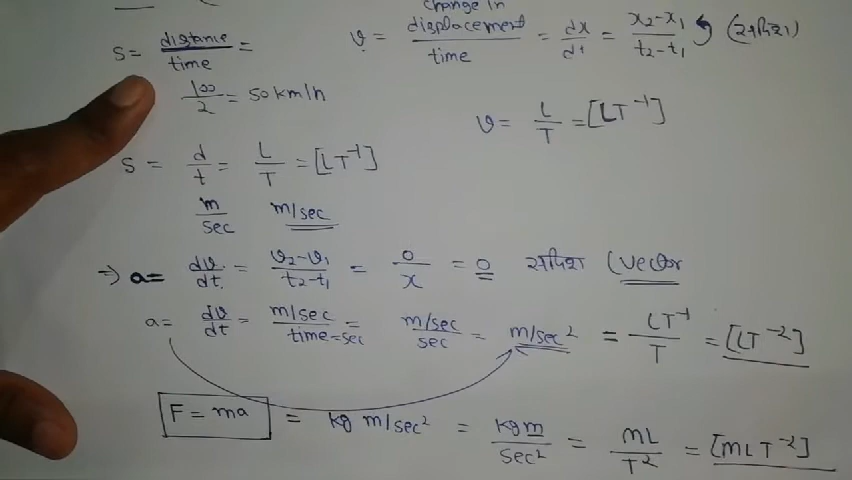 change in
S = distance/time = v = displacement/time = dx/dt = x₂-x₁/t₂-t₁ (सदिश)
100/2 = 50 km/h
v = L/T = [LT⁻¹]
S = d/t = L/T = [LT⁻¹]
m/sec m/sec
→ a = dv/dt = v₂-v₁/t₂-t₁ = 0/x = 0 सदिश (vector
a = dv/dt = m/sec/time=sec = m/sec/sec = m/sec² = LT⁻¹/T = [LT⁻²]
F = ma = kg m/sec² = kgm/sec² = mL/T² = [mLT⁻²]